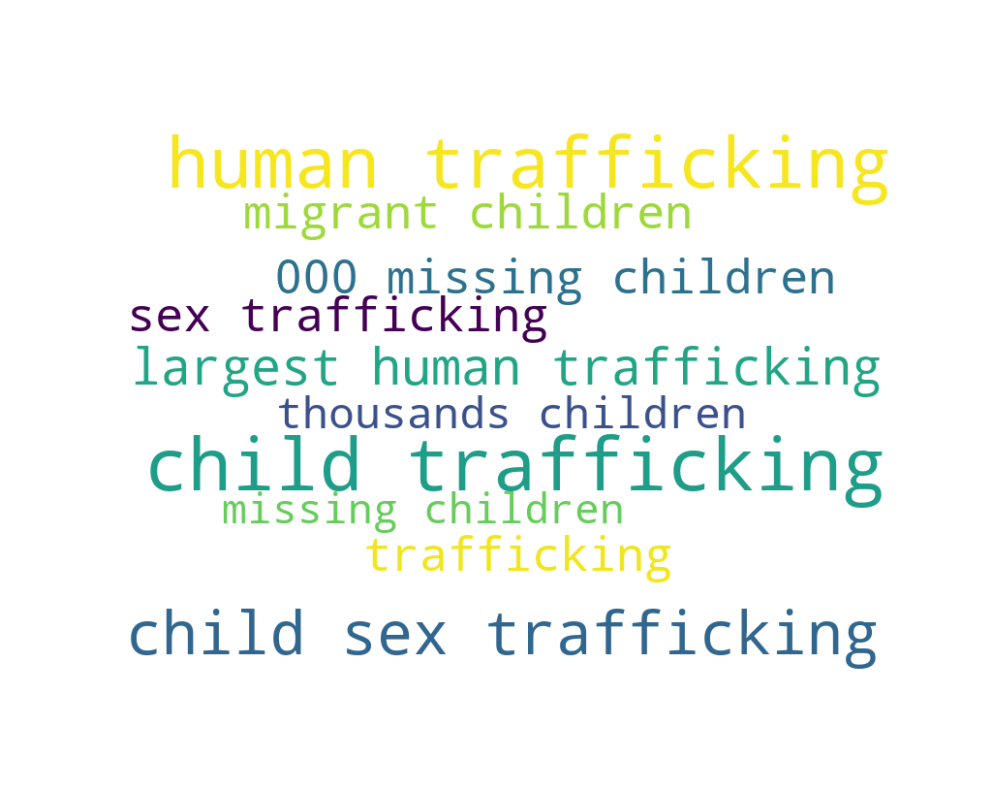 human trafficking
migrant children
000 missing children
sex trafficking
largest human trafficking
thousands children
child trafficking
missing children
trafficking
child sex trafficking